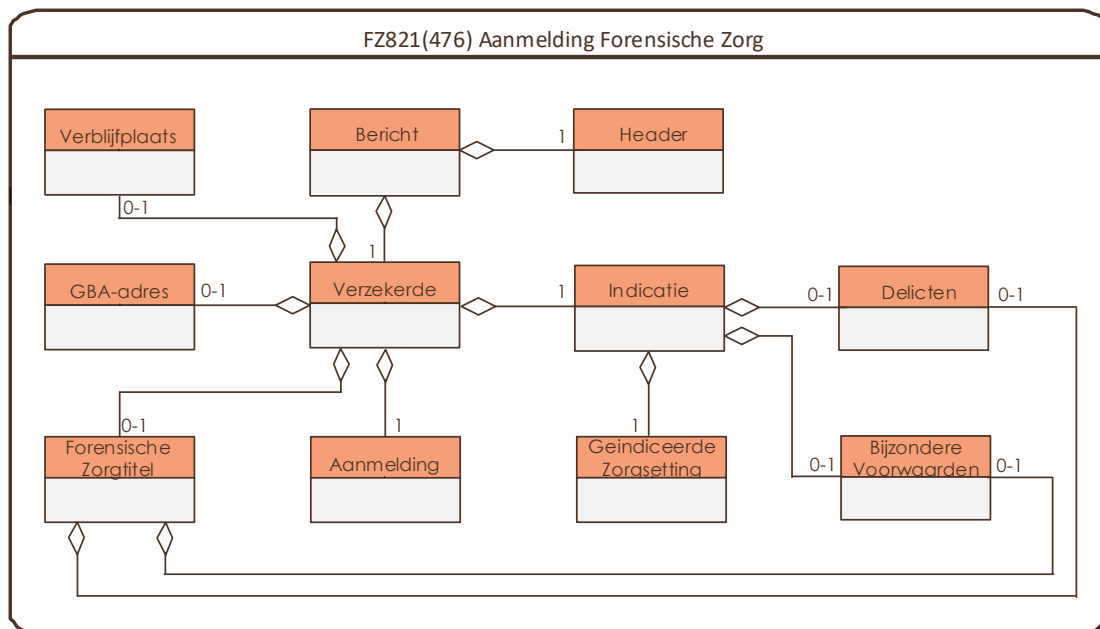 FZ821(476) Aanmelding Forensische Zorg
Verblijfplaats
Bericht
1
Header
0-1
1
GBA-adres
0-1
Verzekerde
1
Indicatie
0-1
Delicten
0-1
0-1
1
1
Forensische
Zorgtitel
Aanmelding
Geindiceerde
Zorgsetting
0-1
Bijzondere
Voorwaarden
0-1